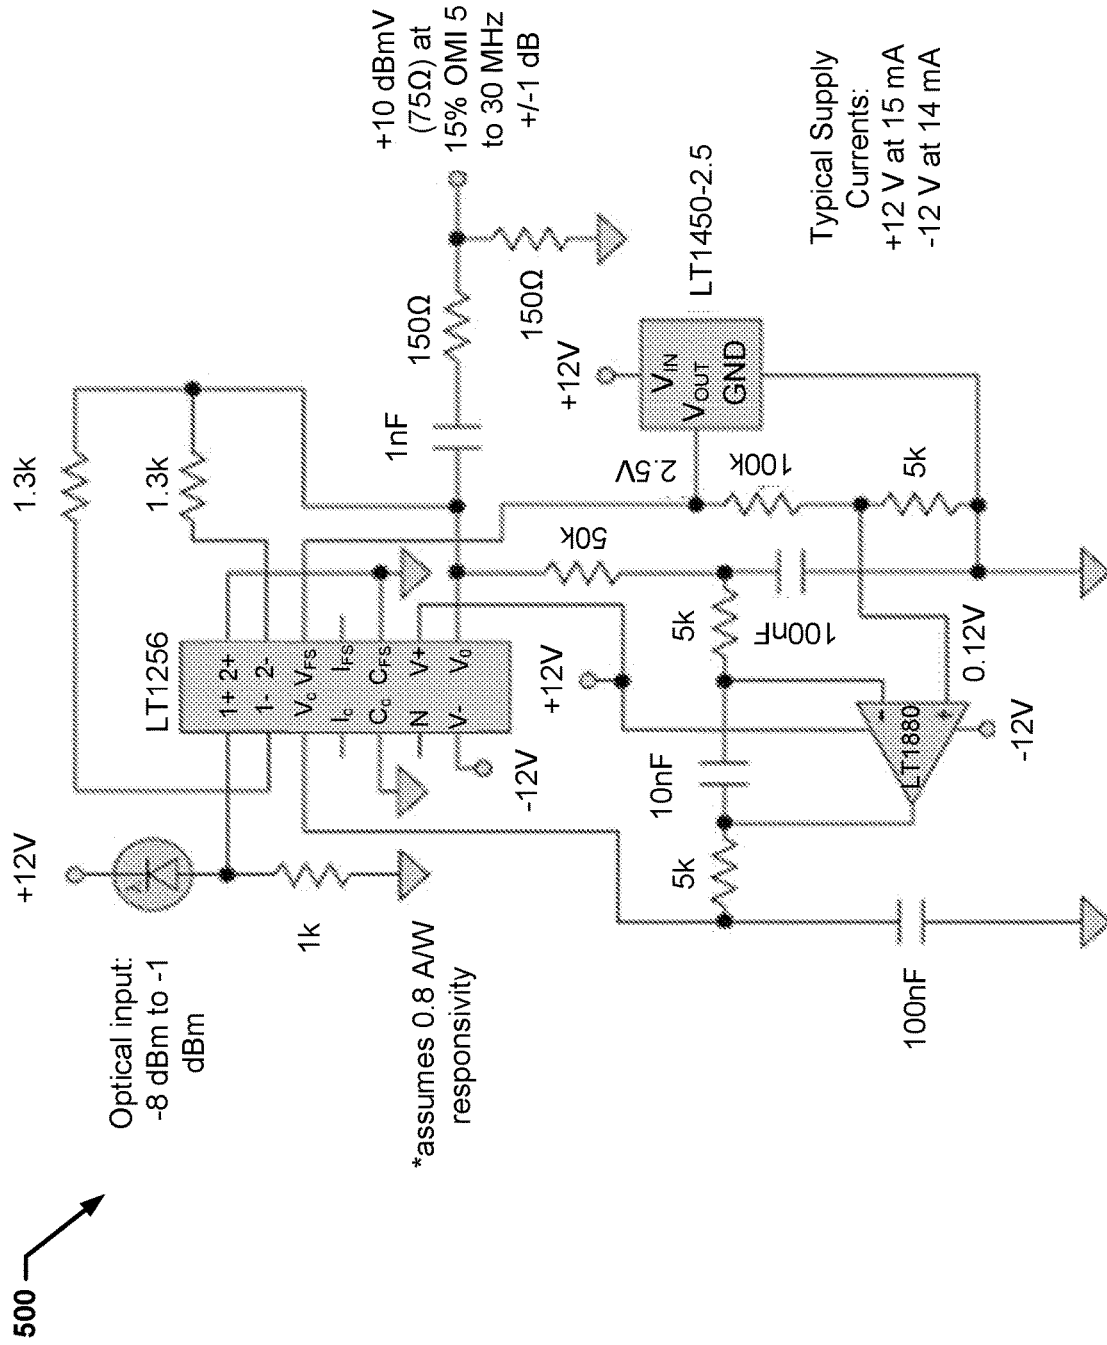 500
Optical input:
-8 dBm to -1
dBm
+12V
1k
*assumes 0.8 A/W
responsivity
1.3k
1.3k
LT1256
1+ 2+
1- 2-
VC VFS
IC IFS
CC CFS
N V+
V- V0
-12V
+12V
1nF
150Ω
150Ω
+10 dBmV
(75Ω) at
15% OMI 5
to 30 MHz
+/-1 dB
50k
5k
100nF
10nF
5k
100nF
LT1880
-
+
-12V
0.12V
2.5V
100k
5k
+12V
VIN
VOUT
GND
LT1450-2.5
Typical Supply
Currents:
+12 V at 15 mA
-12 V at 14 mA